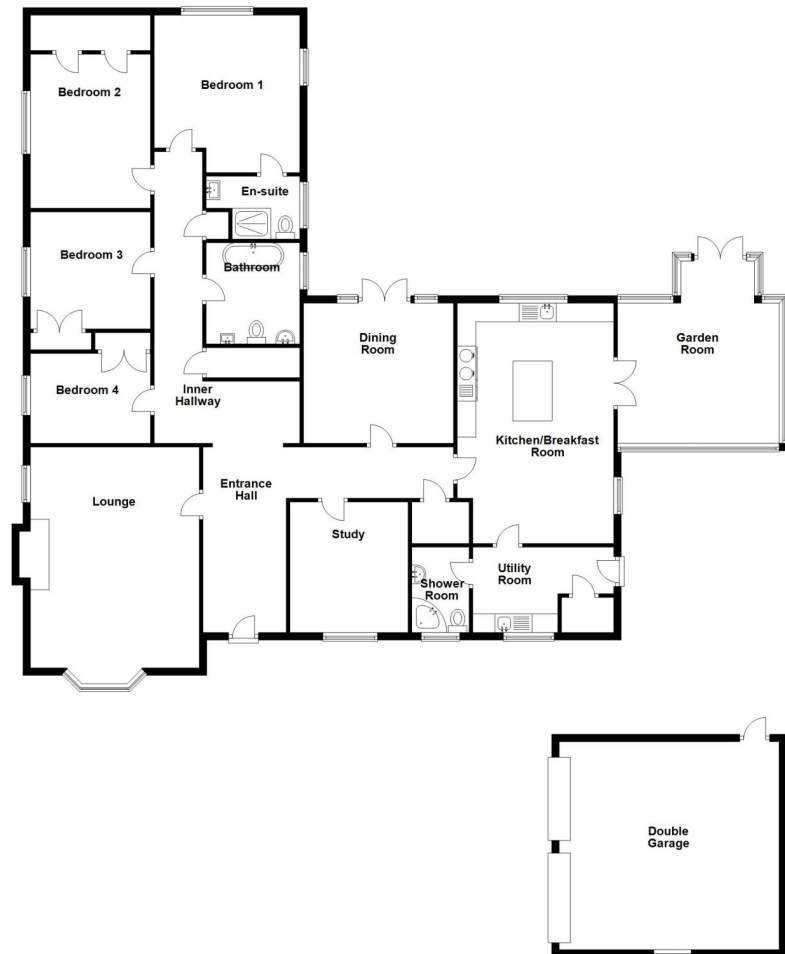 Bedroom 2
Bedroom 1
En-suite
Bedroom 3
Bathroom
Dining
Room
Garden
Room
Bedroom 4
Inner
Hallway
Kitchen/Breakfast
Room
Lounge
Entrance
Hall
Study
Shower
Room
Utility
Room
Double
Garage